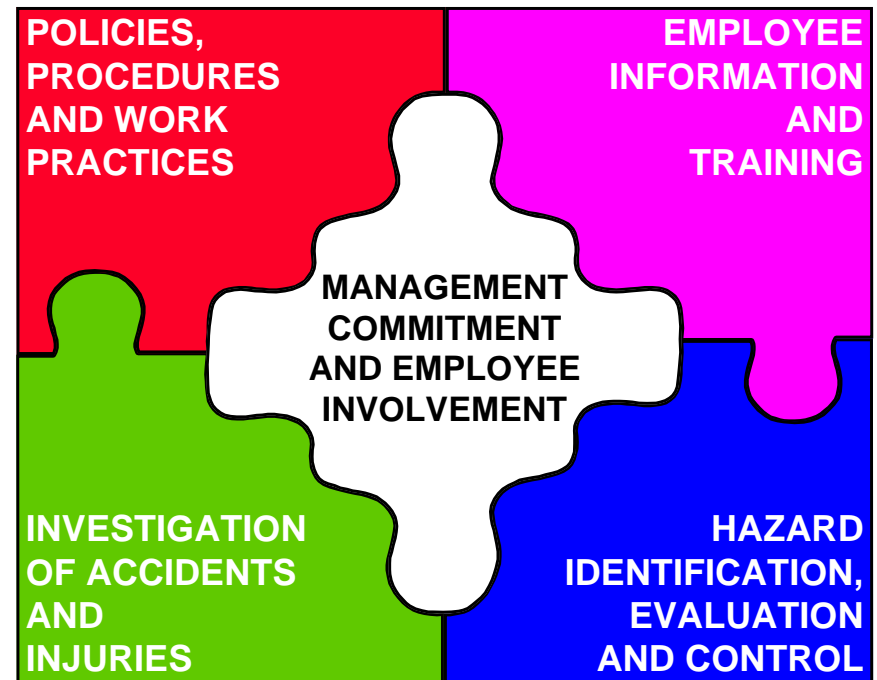 POLICIES,
PROCEDURES
AND WORK
PRACTICES
EMPLOYEE
INFORMATION
AND
TRAINING
MANAGEMENT
COMMITMENT
AND EMPLOYEE
INVOLVEMENT
INVESTIGATION
OF ACCIDENTS
AND
INJURIES
HAZARD
IDENTIFICATION,
EVALUATION
AND CONTROL